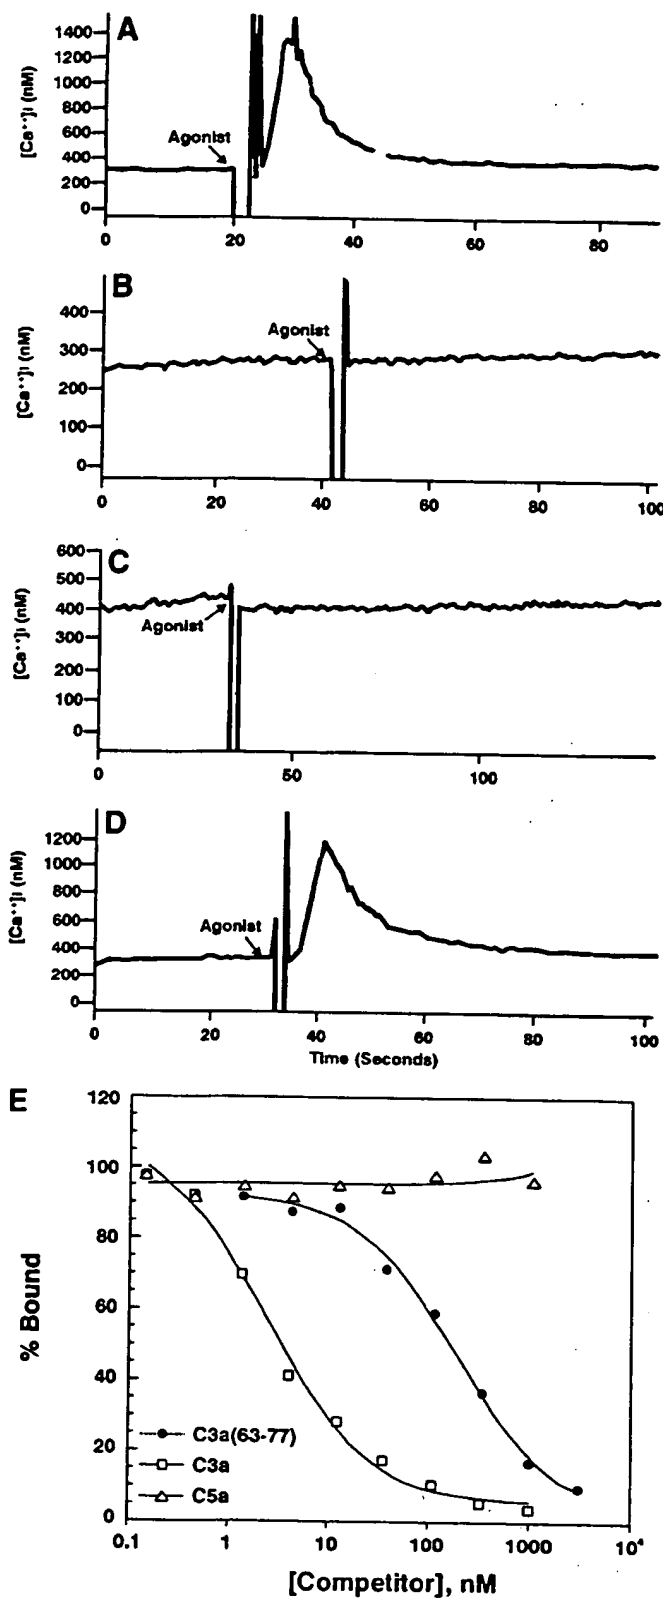 A
[Ca++]i (nM)
1400
1200
1000
800
600
400
200
0
Agonist
0 20 40 60 80
B
[Ca++]i (nM)
400
300
200
100
0
Agonist
0 20 40 60 80 100
C
[Ca++]i (nM)
600
500
400
300
200
100
0
Agonist
0 50 100
D
[Ca++]i (nM)
1200
1000
800
600
400
200
0
Agonist
0 20 40 60 80 100
Time (Seconds)
E
% Bound
120
100
80
60
40
20
0
C3a(63-77)
C3a
C5a
0.1 1 10 100 1000 10⁴
[Competitor], nM